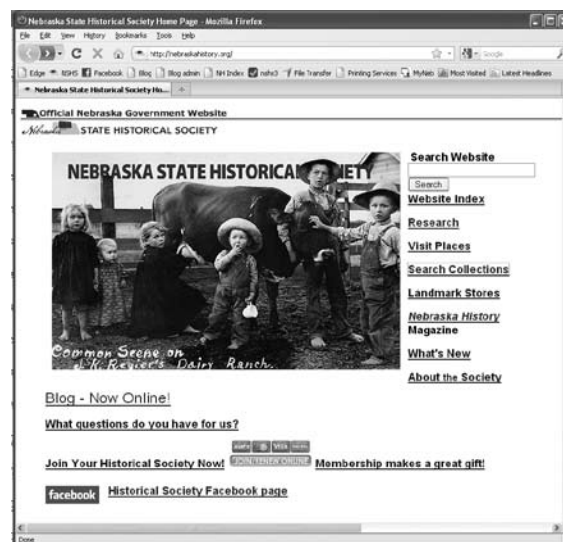 Nebraska State Historical Society Home Page - Mozilla Firefox
File Edit View History Bookmarks Tools Help
http://nebraskahistory.org/
Google
Edge NSHS Facebook Blog Blog admin NH Index nshs3 File Transfer Printing Services MyNeb Most Visited Latest Headlines
Nebraska State Historical Society Ho...
Official Nebraska Government Website
Nebraska STATE HISTORICAL SOCIETY
NEBRASKA STATE HISTORICAL SOCIETY
Common Scene on
J.K. Regier's Dairy Ranch.
Search Website
Search
Website Index
Research
Visit Places
Search Collections
Landmark Stores
Nebraska History
Magazine
What's New
About the Society
Blog - Now Online!
What questions do you have for us?
VISA
Join Your Historical Society Now! JOIN/RENEW ONLINE Membership makes a great gift!
facebook Historical Society Facebook page
Done